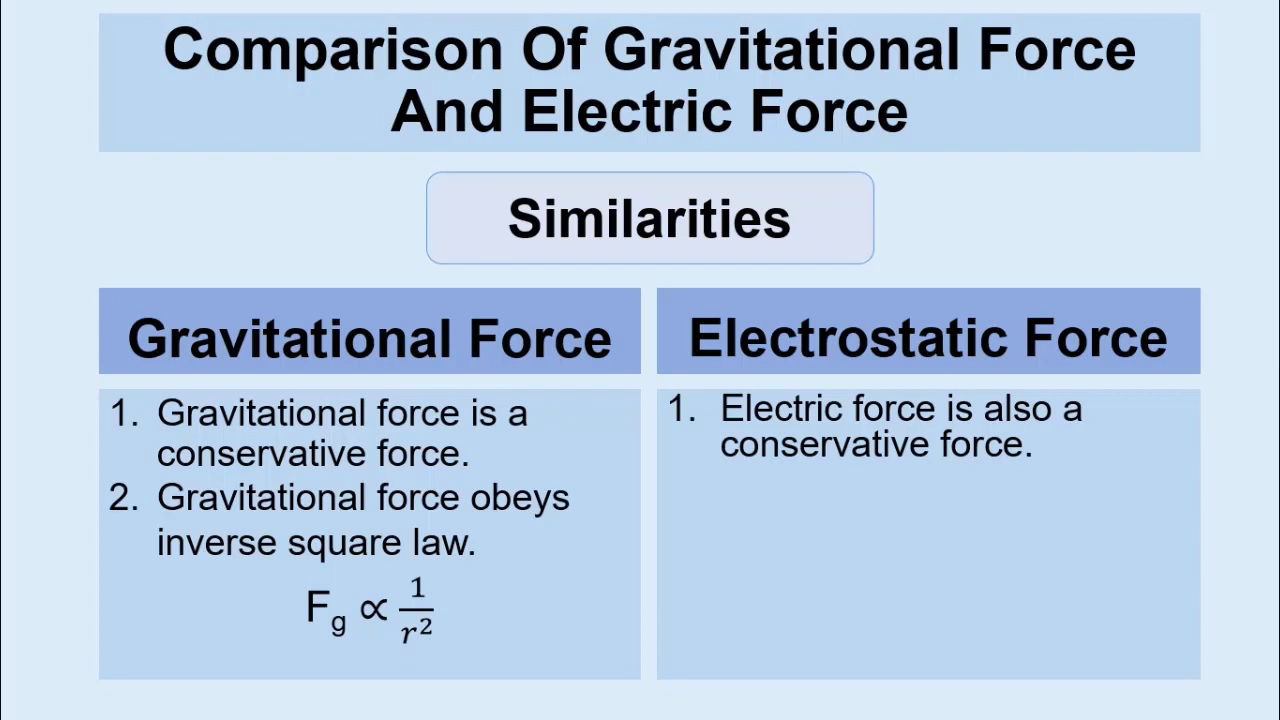 Comparison Of Gravitational Force
And Electric Force
Similarities
Gravitational Force
1. Gravitational force is a
conservative force.
2. Gravitational force obeys
inverse square law.
F_g ∝ 1/r²
Electrostatic Force
1. Electric force is also a
conservative force.